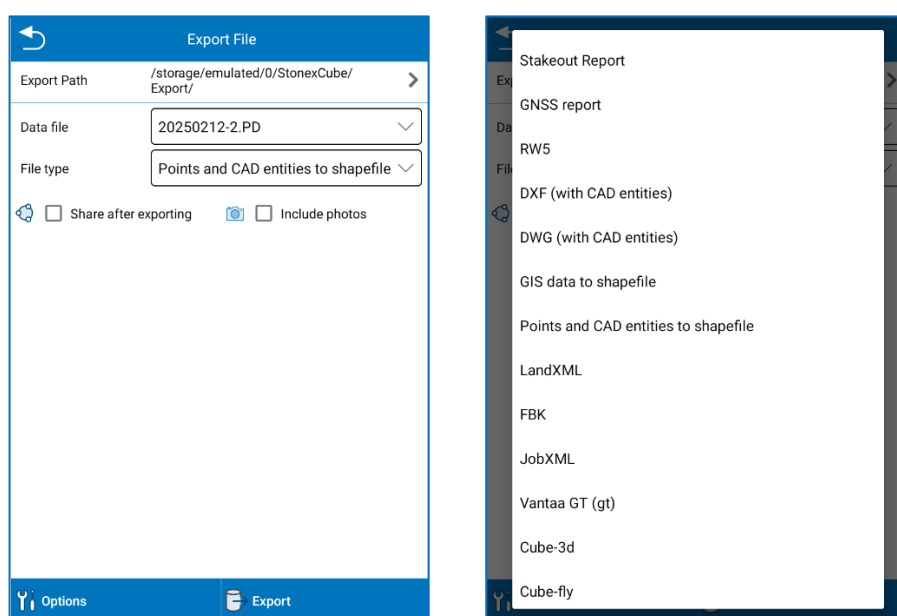 Export File
Export Path
/storage/emulated/0/StonexCube/
Export/
Data file
20250212-2.PD
File type
Points and CAD entities to shapefile
Share after exporting
Include photos
Options
Export
Stakeout Report
GNSS report
RW5
DXF (with CAD entities)
DWG (with CAD entities)
GIS data to shapefile
Points and CAD entities to shapefile
LandXML
FBK
JobXML
Vantaa GT (gt)
Cube-3d
Cube-fly
Ex
Da
Fil